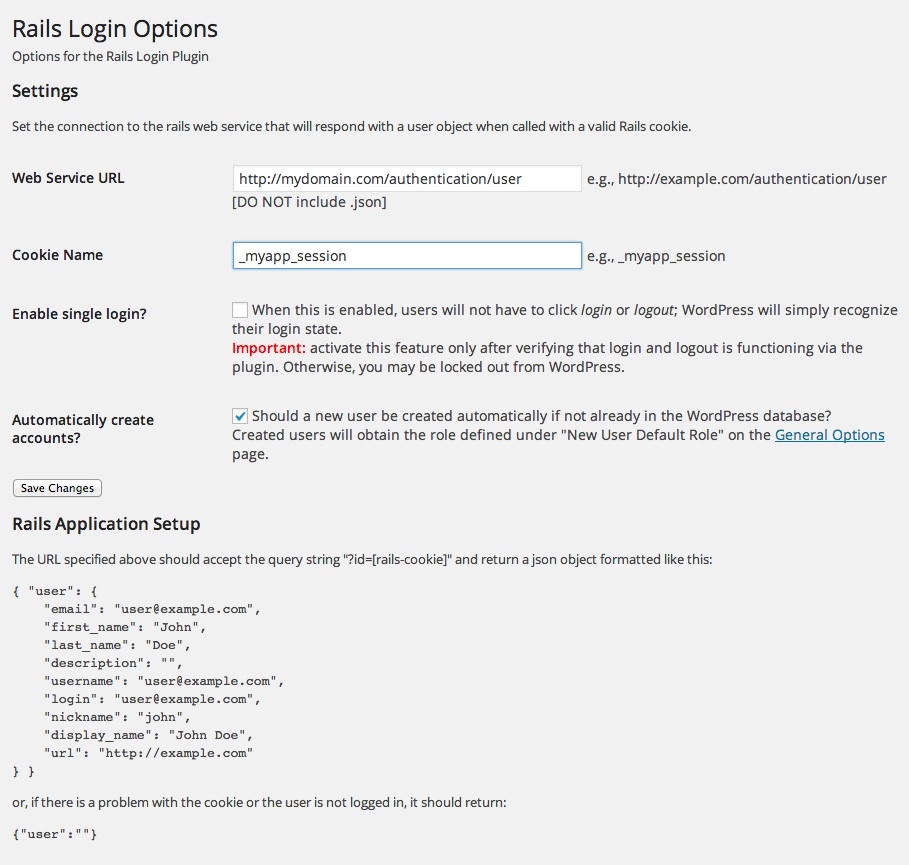 Rails Login Options
Options for the Rails Login Plugin
Settings
Set the connection to the rails web service that will respond with a user object when called with a valid Rails cookie.
Web Service URL
http://mydomain.com/authentication/user e.g., http://example.com/authentication/user
[DO NOT include .json]
Cookie Name
_myapp_session e.g., _myapp_session
Enable single login?
When this is enabled, users will not have to click login or logout; WordPress will simply recognize
their login state.
Important: activate this feature only after verifying that login and logout is functioning via the
plugin. Otherwise, you may be locked out from WordPress.
Automatically create
accounts?
Should a new user be created automatically if not already in the WordPress database?
Created users will obtain the role defined under "New User Default Role" on the General Options
page.
Save Changes
Rails Application Setup
The URL specified above should accept the query string "?id=[rails-cookie]" and return a json object formatted like this:
{ "user": {
    "email": "user@example.com",
    "first_name": "John",
    "last_name": "Doe",
    "description": "",
    "username": "user@example.com",
    "login": "user@example.com",
    "nickname": "john",
    "display_name": "John Doe",
    "url": "http://example.com"
} }
or, if there is a problem with the cookie or the user is not logged in, it should return:
{"user":""}